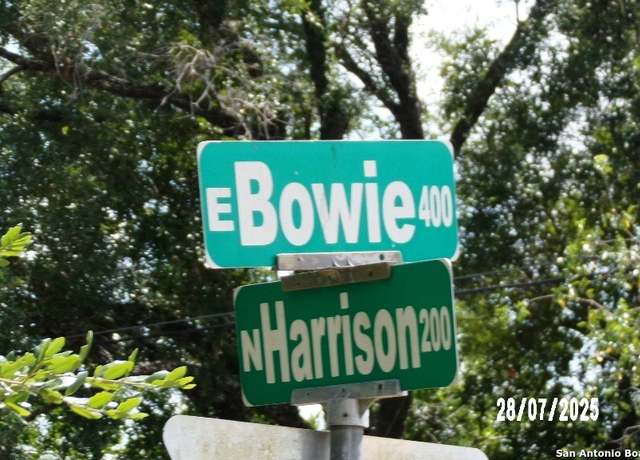 E Bowie 400
N Harrison 200
28/07/2025
San Antonio Bo